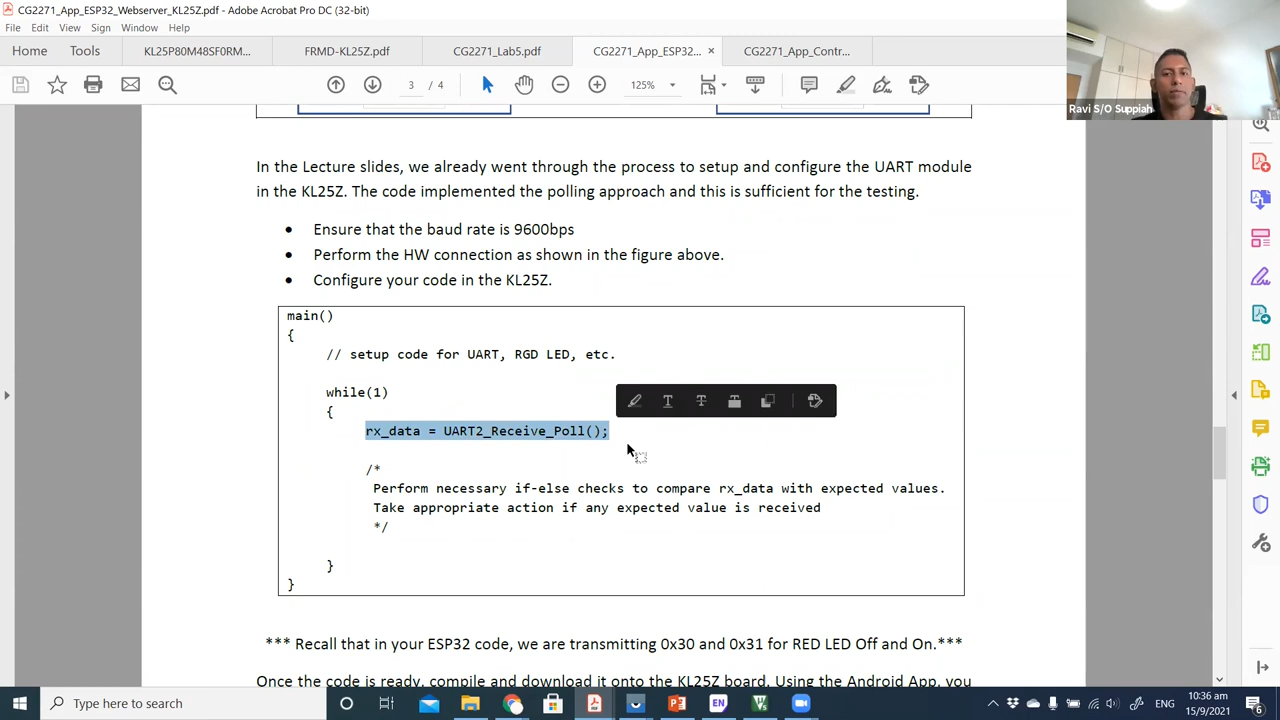 CG2271_App_ESP32_Webserver_KL25Z.pdf - Adobe Acrobat Pro DC (32-bit)
File Edit View Sign Window Help
Home Tools KL25P80M48SF0RM... FRMD-KL25Z.pdf CG2271_Lab5.pdf CG2271_App_ESP32... × CG2271_App_Contr...
3 / 4 125%
Ravi S/O Suppiah
In the Lecture slides, we already went through the process to setup and configure the UART module
in the KL25Z. The code implemented the polling approach and this is sufficient for the testing.
• Ensure that the baud rate is 9600bps
• Perform the HW connection as shown in the figure above.
• Configure your code in the KL25Z.
main()
{
// setup code for UART, RGD LED, etc.
while(1)
{
rx_data = UART2_Receive_Poll();
/*
Perform necessary if-else checks to compare rx_data with expected values.
Take appropriate action if any expected value is received
*/
}
}
*** Recall that in your ESP32 code, we are transmitting 0x30 and 0x31 for RED LED Off and On.***
Once the code is ready, compile and download it onto the KL25Z board. Using the Android App, you
Type here to search
EN
ENG
10:36 am
15/9/2021
6